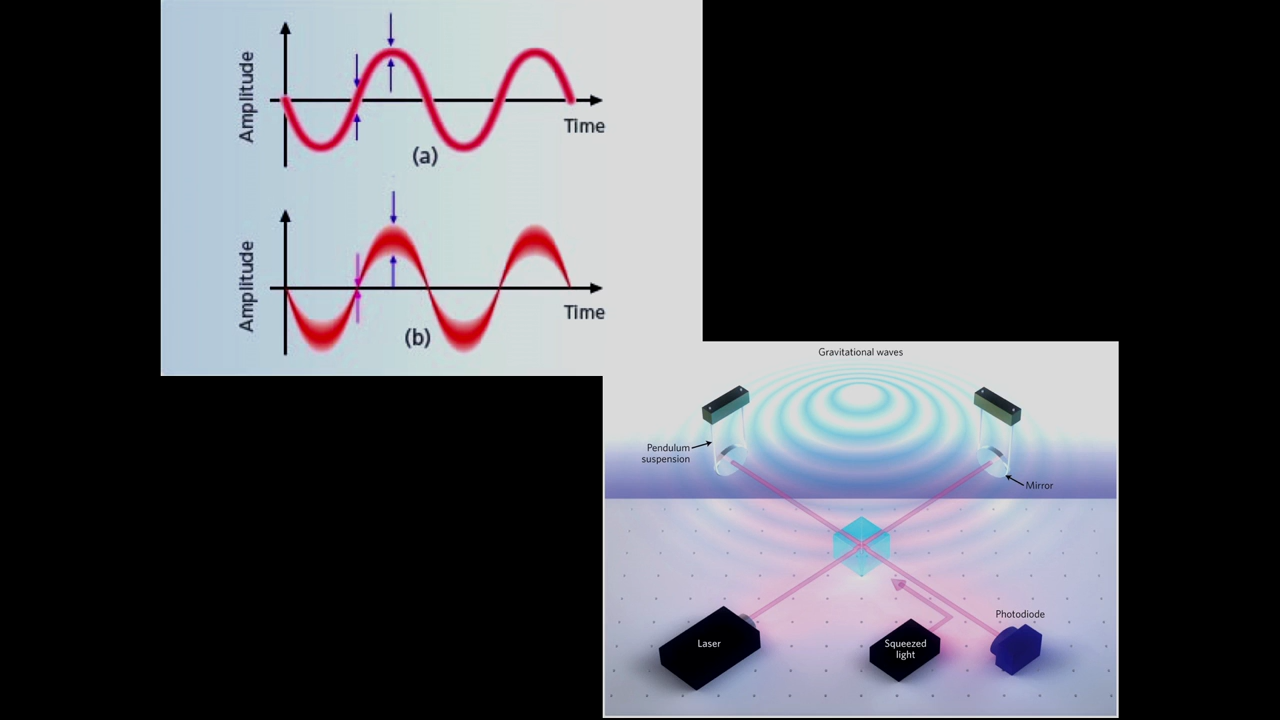 Amplitude
Time
(a)
Amplitude
Time
(b)
Gravitational waves
Pendulum
suspension
Mirror
Photodiode
Laser
Squeezed
light